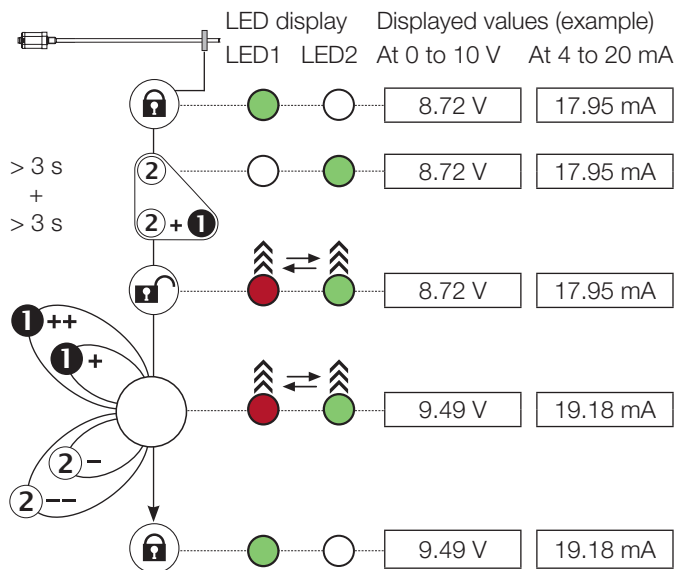 LED display Displayed values (example)
LED1 LED2 At 0 to 10 V At 4 to 20 mA
8.72 V 17.95 mA
> 3 s 2 8.72 V 17.95 mA
+
> 3 s 2 + 1
8.72 V 17.95 mA
1 ++
1 +
9.49 V 19.18 mA
2 -
2 --
9.49 V 19.18 mA